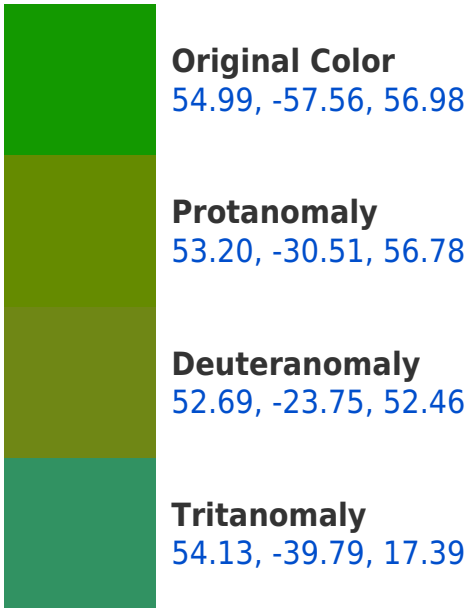 Original Color
54.99, -57.56, 56.98
Protanomaly
53.20, -30.51, 56.78
Deuteranomaly
52.69, -23.75, 52.46
Tritanomaly
54.13, -39.79, 17.39